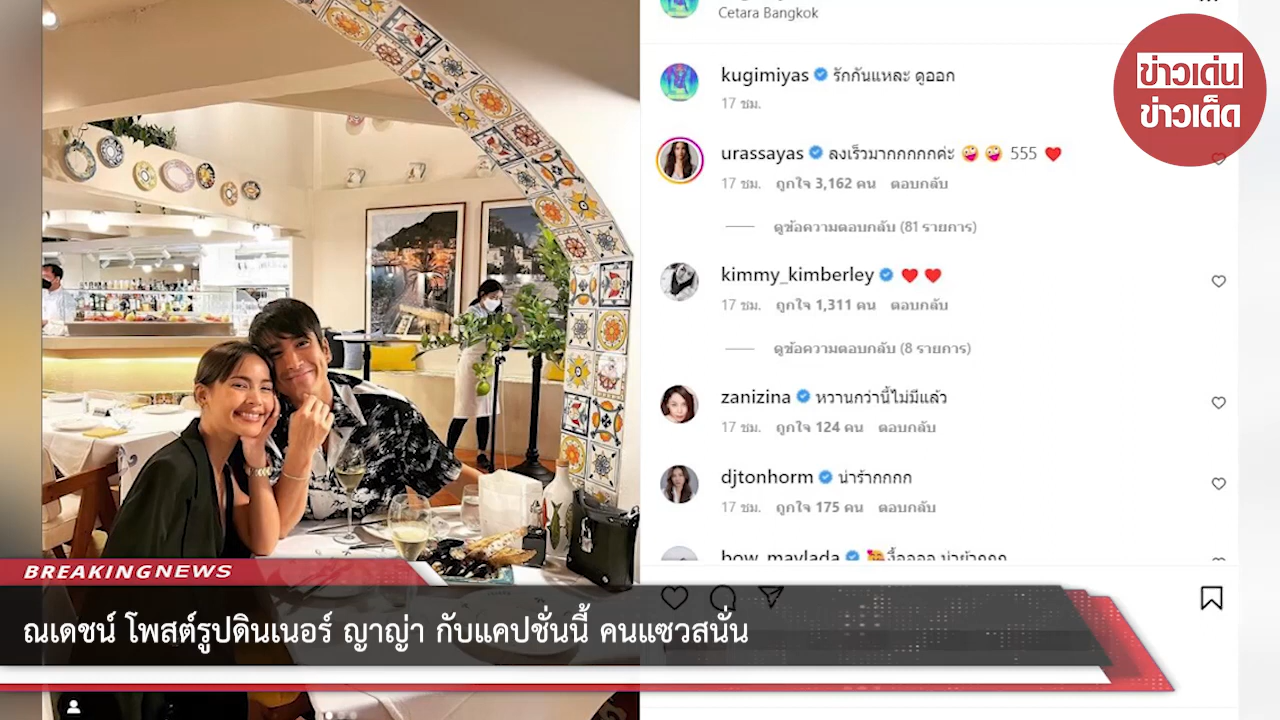 Cetara Bangkok
ข่าวเด่น
ข่าวเด็ด
kugimiyas รักกันแหละ ดูออก
17 ชม.
urassayas ลงเร็วมากกกกกค่ะ 🤪 🤪 555 ❤️
17 ชม. ถูกใจ 3,162 คน ตอบกลับ
ดูข้อความตอบกลับ (81 รายการ)
kimmy_kimberley ❤️ ❤️
17 ชม. ถูกใจ 1,311 คน ตอบกลับ
ดูข้อความตอบกลับ (8 รายการ)
zanizina หวานกว่านี้ไม่มีแล้ว
17 ชม. ถูกใจ 124 คน ตอบกลับ
djtonhorm น่าร้ากกกก
17 ชม. ถูกใจ 175 คน ตอบกลับ
bow_maylada
BREAKINGNEWS
ณเดชน์ โพสต์รูปดินเนอร์ ญาญ่า กับแคปชั่นนี้ คนแซวสนั่น